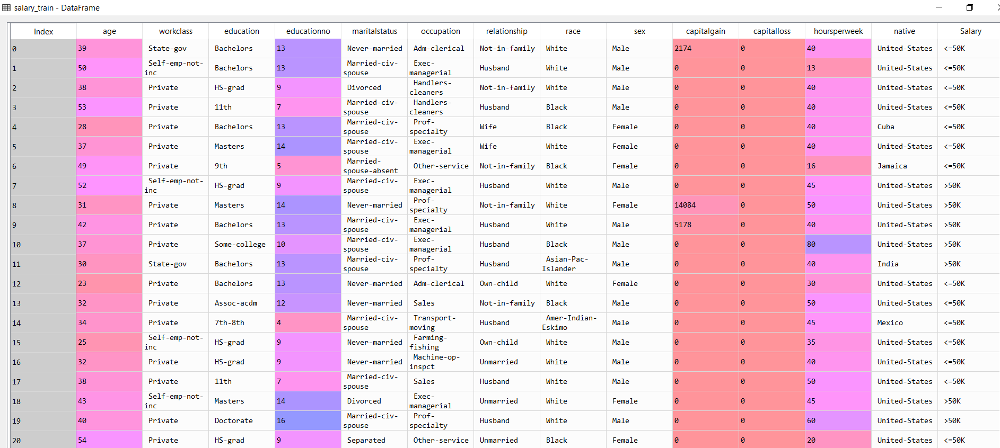 salary_train - DataFrame
Index age workclass education educationno maritalstatus occupation relationship race sex capitalgain capitalloss hoursperweek native Salary
0 39 State-gov Bachelors 13 Never-married Adm-clerical Not-in-family White Male 2174 0 40 United-States <=50K
1 50 Self-emp-not-inc Bachelors 13 Married-civ-spouse Exec-managerial Husband White Male 0 0 13 United-States <=50K
2 38 Private HS-grad 9 Divorced Handlers-cleaners Not-in-family White Male 0 0 40 United-States <=50K
3 53 Private 11th 7 Married-civ-spouse Handlers-cleaners Husband Black Male 0 0 40 United-States <=50K
4 28 Private Bachelors 13 Married-civ-spouse Prof-specialty Wife Black Female 0 0 40 Cuba <=50K
5 37 Private Masters 14 Married-civ-spouse Exec-managerial Wife White Female 0 0 40 United-States <=50K
6 49 Private 9th 5 Married-spouse-absent Other-service Not-in-family Black Female 0 0 16 Jamaica <=50K
7 52 Self-emp-not-inc HS-grad 9 Married-civ-spouse Exec-managerial Husband White Male 0 0 45 United-States >50K
8 31 Private Masters 14 Never-married Prof-specialty Not-in-family White Female 14084 0 50 United-States >50K
9 42 Private Bachelors 13 Married-civ-spouse Exec-managerial Husband White Male 5178 0 40 United-States >50K
10 37 Private Some-college 10 Married-civ-spouse Exec-managerial Husband Black Male 0 0 80 United-States >50K
11 30 State-gov Bachelors 13 Married-civ-spouse Prof-specialty Husband Asian-Pac-Islander Male 0 0 40 India >50K
12 23 Private Bachelors 13 Never-married Adm-clerical Own-child White Female 0 0 30 United-States <=50K
13 32 Private Assoc-acdm 12 Never-married Sales Not-in-family Black Male 0 0 50 United-States <=50K
14 34 Private 7th-8th 4 Married-civ-spouse Transport-moving Husband Amer-Indian-Eskimo Male 0 0 45 Mexico <=50K
15 25 Self-emp-not-inc HS-grad 9 Never-married Farming-fishing Own-child White Male 0 0 35 United-States <=50K
16 32 Private HS-grad 9 Never-married Machine-op-inspct Unmarried White Male 0 0 40 United-States <=50K
17 38 Private 11th 7 Married-civ-spouse Sales Husband White Male 0 0 50 United-States <=50K
18 43 Self-emp-not-inc Masters 14 Divorced Exec-managerial Unmarried White Female 0 0 45 United-States >50K
19 40 Private Doctorate 16 Married-civ-spouse Prof-specialty Husband White Male 0 0 60 United-States >50K
20 54 Private HS-grad 9 Separated Other-service Unmarried Black Female 0 0 20 United-States <=50K